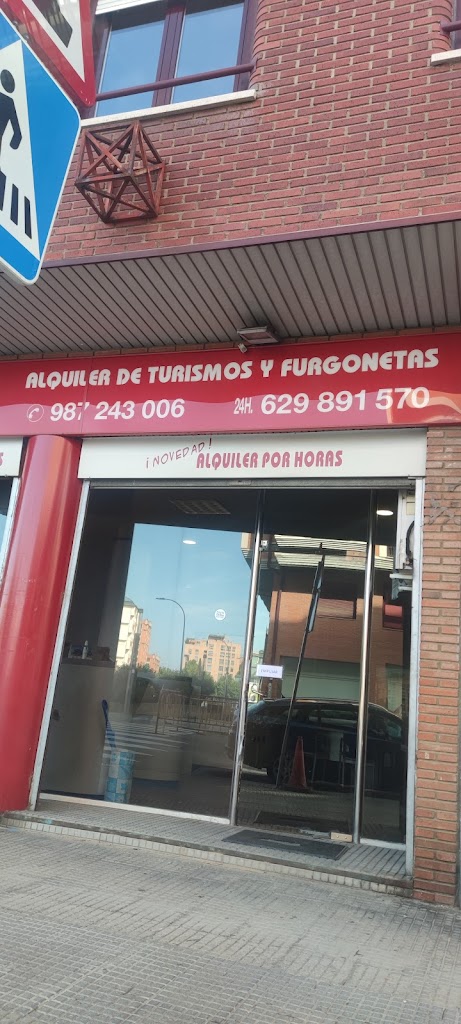 ALQUILER DE TURISMOS Y FURGONETAS
987 243 006 24H. 629 891 570
¡NOVEDAD! ALQUILER POR HORAS